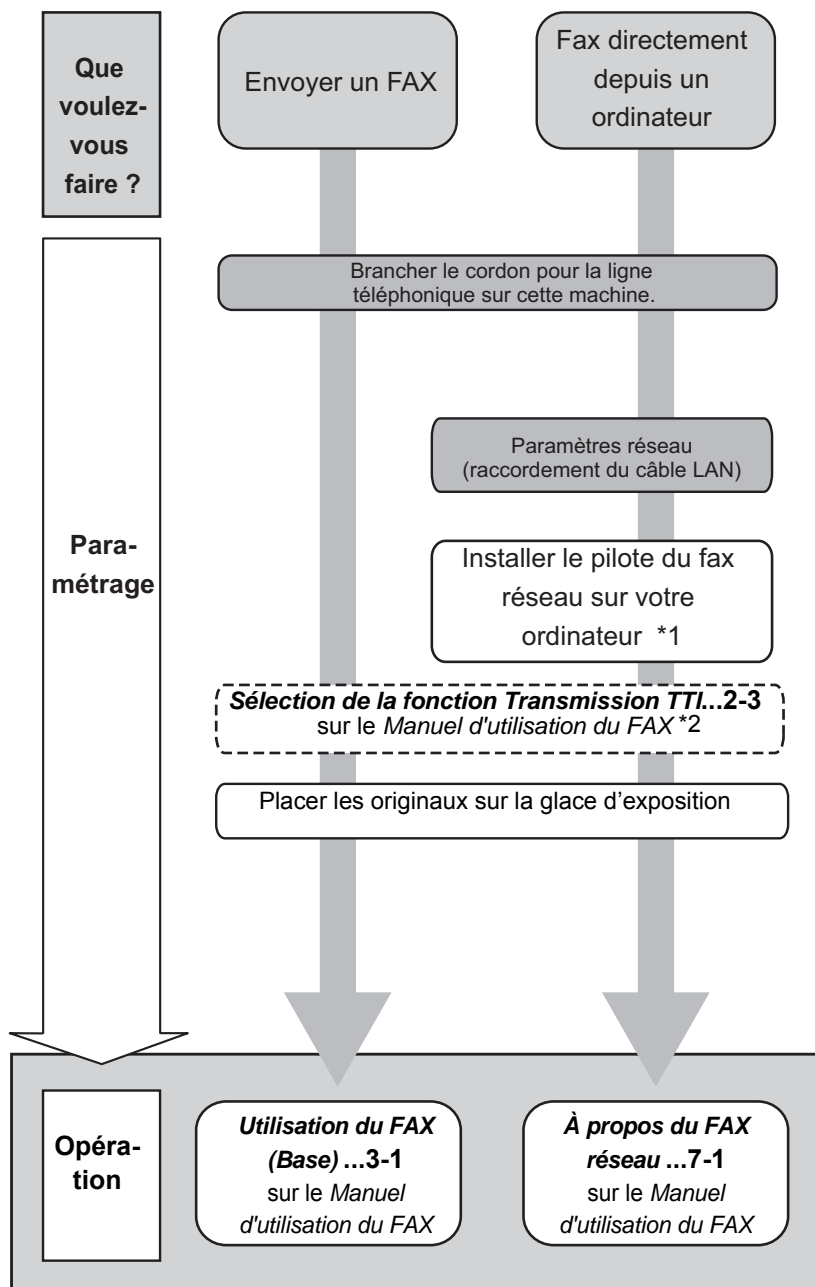 Que
voulez-
vous
faire ?
Envoyer un FAX
Fax directement
depuis un
ordinateur
Para-
métrage
Brancher le cordon pour la ligne
téléphonique sur cette machine.
Paramètres réseau
(raccordement du câble LAN)
Installer le pilote du fax
réseau sur votre
ordinateur *1
Sélection de la fonction Transmission TTI...2-3
sur le Manuel d'utilisation du FAX *2
Placer les originaux sur la glace d’exposition
Opéra-
tion
Utilisation du FAX
(Base) ...3-1
sur le Manuel
d'utilisation du FAX
À propos du FAX
réseau ...7-1
sur le Manuel
d'utilisation du FAX